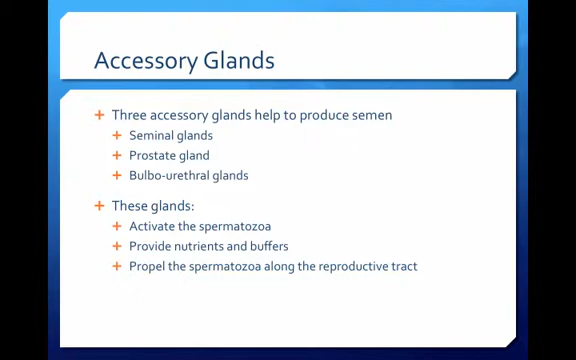 Accessory Glands
Three accessory glands help to produce semen
Seminal glands
Prostate gland
Bulbo-urethral glands
These glands:
Activate the spermatozoa
Provide nutrients and buffers
Propel the spermatozoa along the reproductive tract